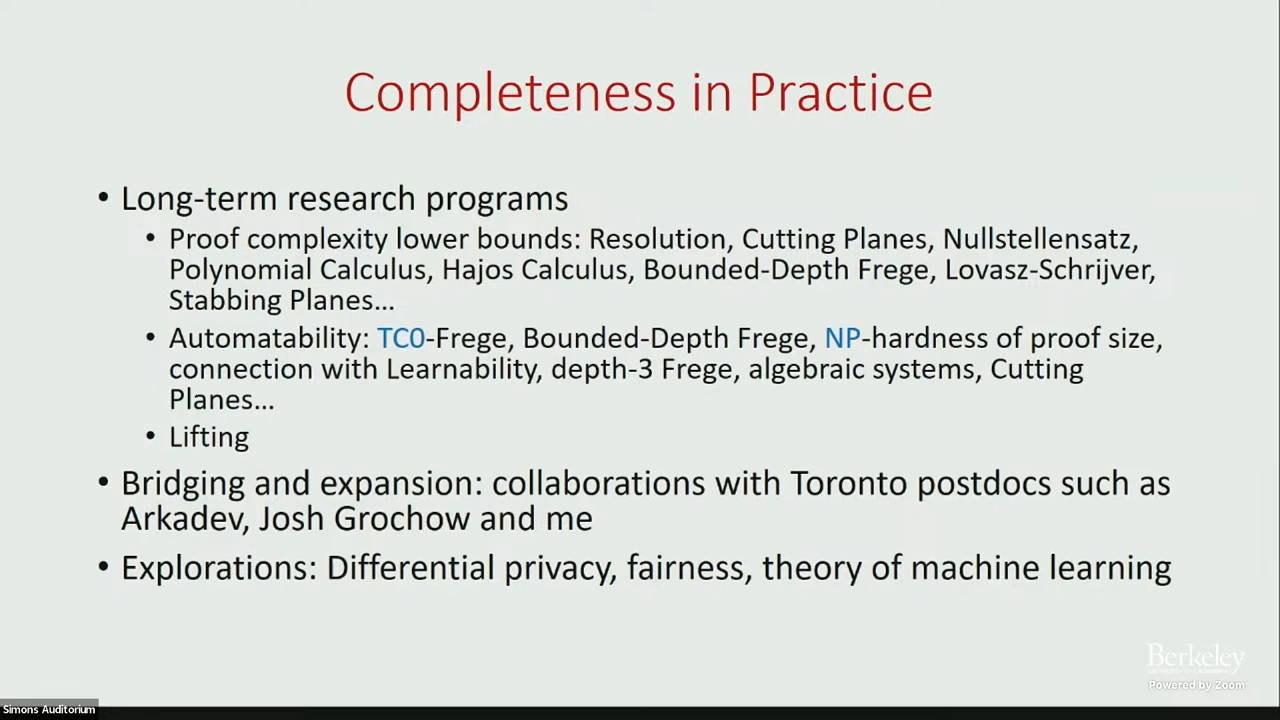 Completeness in Practice
• Long-term research programs
• Proof complexity lower bounds: Resolution, Cutting Planes, Nullstellensatz,
Polynomial Calculus, Hajos Calculus, Bounded-Depth Frege, Lovasz-Schrijver,
Stabbing Planes...
• Automatability: TC0-Frege, Bounded-Depth Frege, NP-hardness of proof size,
connection with Learnability, depth-3 Frege, algebraic systems, Cutting
Planes...
• Lifting
• Bridging and expansion: collaborations with Toronto postdocs such as
Arkadev, Josh Grochow and me
• Explorations: Differential privacy, fairness, theory of machine learning
Berkeley
Powered by Zoom
Simons Auditorium